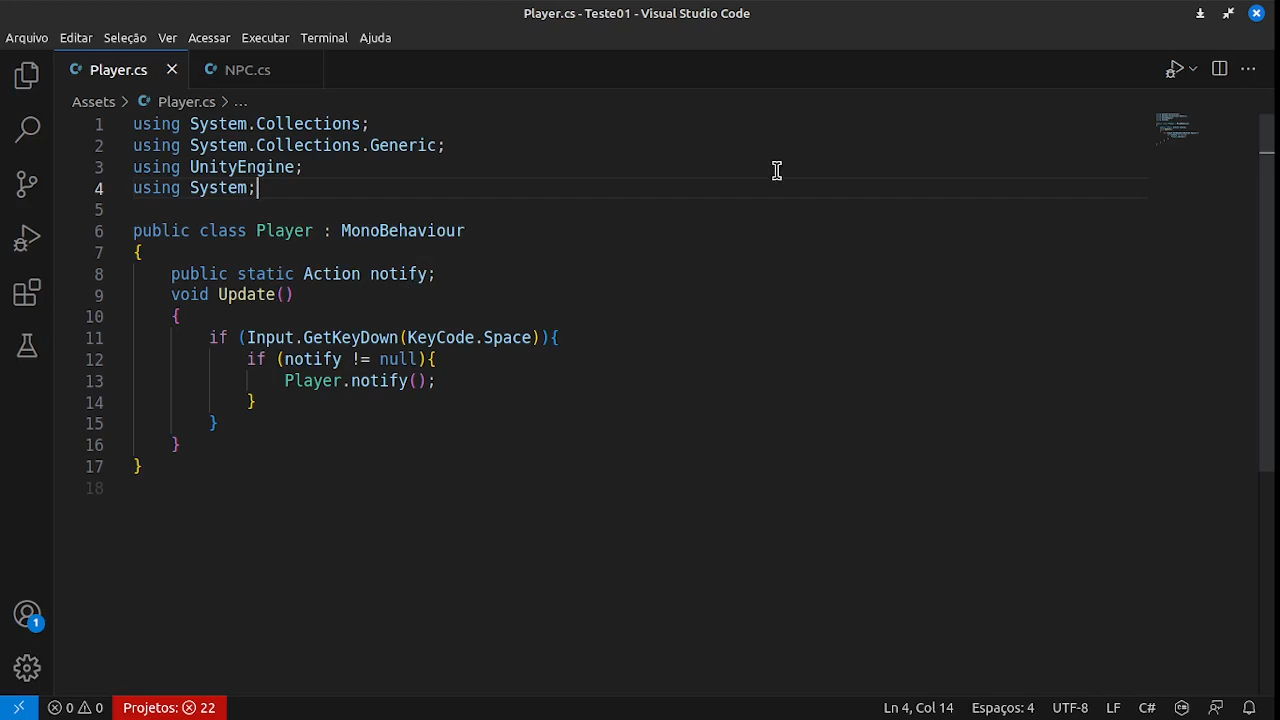 Player.cs - Teste01 - Visual Studio Code
Arquivo Editar Seleção Ver Acessar Executar Terminal Ajuda
Player.cs NPC.cs
Assets > Player.cs > ...
1 using System.Collections;
2 using System.Collections.Generic;
3 using UnityEngine;
4 using System;
5
6 public class Player : MonoBehaviour
7 {
8     public static Action notify;
9     void Update()
10     {
11         if (Input.GetKeyDown(KeyCode.Space)){
12             if (notify != null){
13                 Player.notify();
14             }
15         }
16     }
17 }
18
1
0 0 Projetos: 22 Ln 4, Col 14 Espaços: 4 UTF-8 LF C#